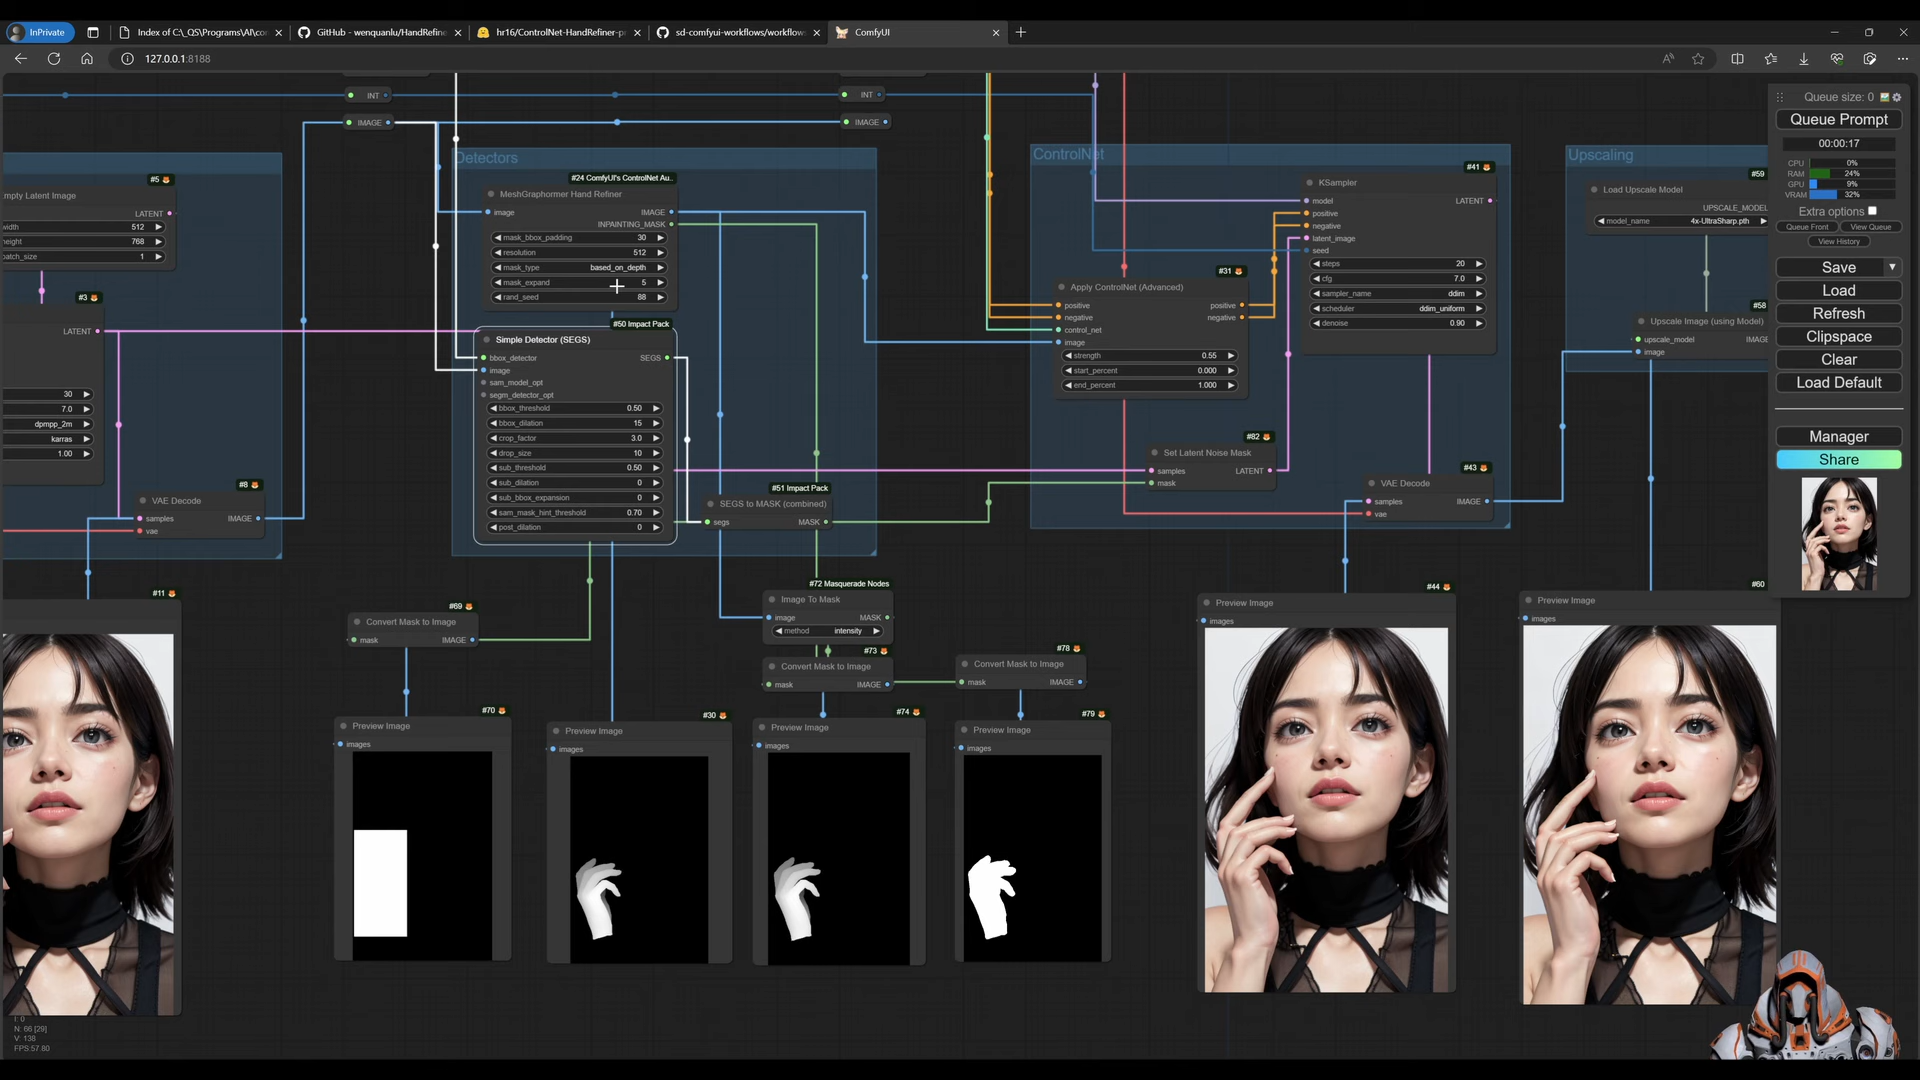 InPrivate
Index of C:\_QS\Programs\AI\co
GitHub - wenquanlu/HandRefine
hr16/ControlNet-HandRefiner-p
sd-comfyui-workflows/workflow
ComfyUI
127.0.0.1:8188
INT
INT
IMAGE
IMAGE
#5
mpty Latent Image
LATENT
width 512
height 768
batch_size 1
#3
LATENT
30
7.0
dpmpp_2m
karras
1.00
#8
VAE Decode
samples IMAGE
vae
#11
Detectors
#24 ComfyUI's ControlNet Au..
MeshGraphormer Hand Refiner
image IMAGE
INPAINTING_MASK
mask_bbox_padding 30
resolution 512
mask_type based_on_depth
mask_expand 5
rand_seed 88
#50 Impact Pack
Simple Detector (SEGS)
bbox_detector SEGS
image
sam_model_opt
segm_detector_opt
bbox_threshold 0.50
bbox_dilation 15
crop_factor 3.0
drop_size 10
sub_threshold 0.50
sub_dilation 0
sub_bbox_expansion 0
sam_mask_hint_threshold 0.70
post_dilation 0
#51 Impact Pack
SEGS to MASK (combined)
segs MASK
ControlNet
#41
KSampler
model LATENT
positive
negative
latent_image
seed
steps 20
cfg 7.0
sampler_name ddim
scheduler ddim_uniform
denoise 0.90
#31
Apply ControlNet (Advanced)
positive positive
negative negative
control_net
image
strength 0.55
start_percent 0.000
end_percent 1.000
#82
Set Latent Noise Mask
samples LATENT
mask
#43
VAE Decode
samples IMAGE
vae
Upscaling
#59
Load Upscale Model
UPSCALE_MODEL
model_name 4x-UltraSharp.pth
#58
Upscale Image (using Model)
upscale_model IMAGE
image
#69
Convert Mask to Image
mask IMAGE
#72 Masquerade Nodes
Image To Mask
image MASK
method intensity
#73
Convert Mask to Image
mask IMAGE
#78
Convert Mask to Image
mask IMAGE
#70
Preview Image
images
#30
Preview Image
images
#74
Preview Image
images
#79
Preview Image
images
#44
Preview Image
images
#60
Preview Image
images
Queue size: 0
Queue Prompt
00:00:17
CPU 0%
RAM 24%
GPU 9%
VRAM 32%
Extra options
Queue Front View Queue
View History
Save
Load
Refresh
Clipspace
Clear
Load Default
Manager
Share
I: 0
N: 66 [29]
V: 138
FPS 57.80